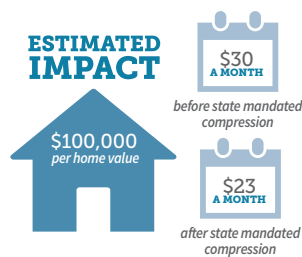 ESTIMATED
IMPACT
$100,000
per home value
$30
A MONTH
before state mandated
compression
$23
A MONTH
after state mandated
compression